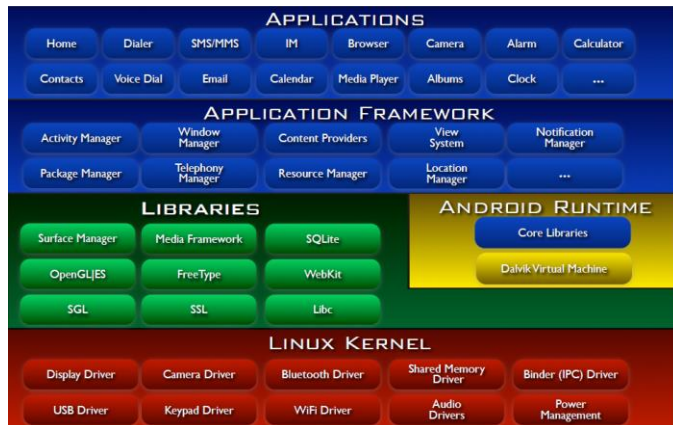 APPLICATIONS
Home Dialer SMS/MMS IM Browser Camera Alarm Calculator
Contacts Voice Dial Email Calendar Media Player Albums Clock ...
APPLICATION FRAMEWORK
Activity Manager Window Manager Content Providers View System Notification Manager
Package Manager Telephony Manager Resource Manager Location Manager ...
LIBRARIES
Surface Manager Media Framework SQLite
OpenGL|ES FreeType WebKit
SGL SSL Libc
ANDROID RUNTIME
Core Libraries
Dalvik Virtual Machine
LINUX KERNEL
Display Driver Camera Driver Bluetooth Driver Shared Memory Driver Binder (IPC) Driver
USB Driver Keypad Driver WiFi Driver Audio Drivers Power Management